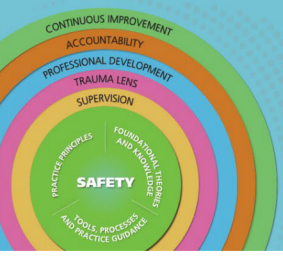 CONTINUOUS IMPROVEMENT
ACCOUNTABILITY
PROFESSIONAL DEVELOPMENT
TRAUMA LENS
SUPERVISION
PRACTICE PRINCIPLES
FOUNDATIONAL THEORIES
AND KNOWLEDGE
SAFETY
TOOLS, PROCESSES
AND PRACTICE GUIDANCE